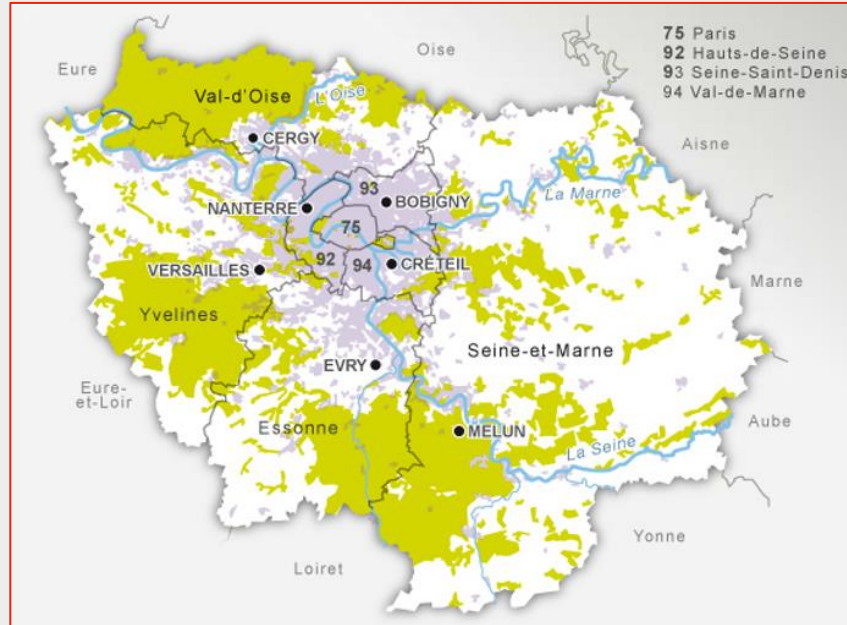 75 Paris
92 Hauts-de-Seine
93 Seine-Saint-Denis
94 Val-de-Marne
Oise
Eure
Val-d'Oise
L'Oise
CERGY
Aisne
93
BOBIGNY
La Marne
NANTERRE
75
92
94
CRÉTEIL
VERSAILLES
Marne
Yvelines
Seine-et-Marne
EVRY
Eure-
et-Loir
Essonne
MELUN
Aube
La Seine
Yonne
Loiret